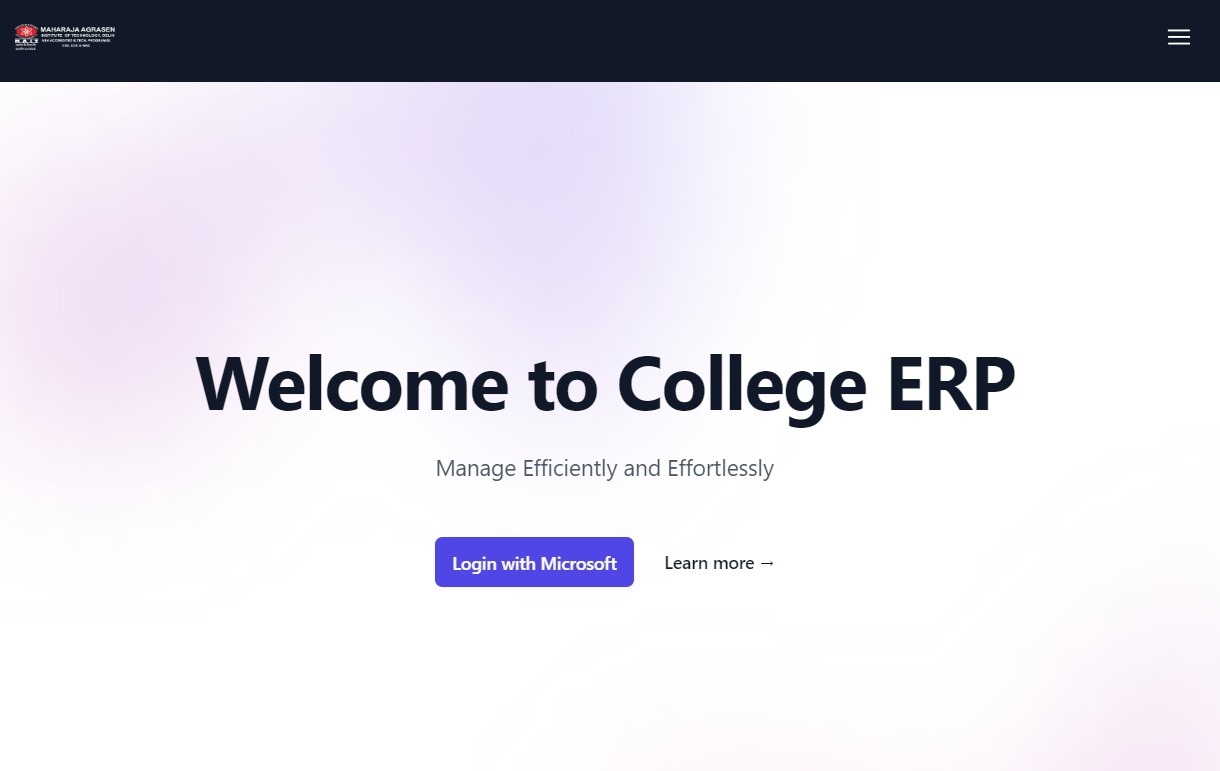 MAHARAJA AGRASEN
INSTITUTE OF TECHNOLOGY, DELHI
M.A.I.T
Welcome to College ERP
Manage Efficiently and Effortlessly
Login with Microsoft
Learn more →